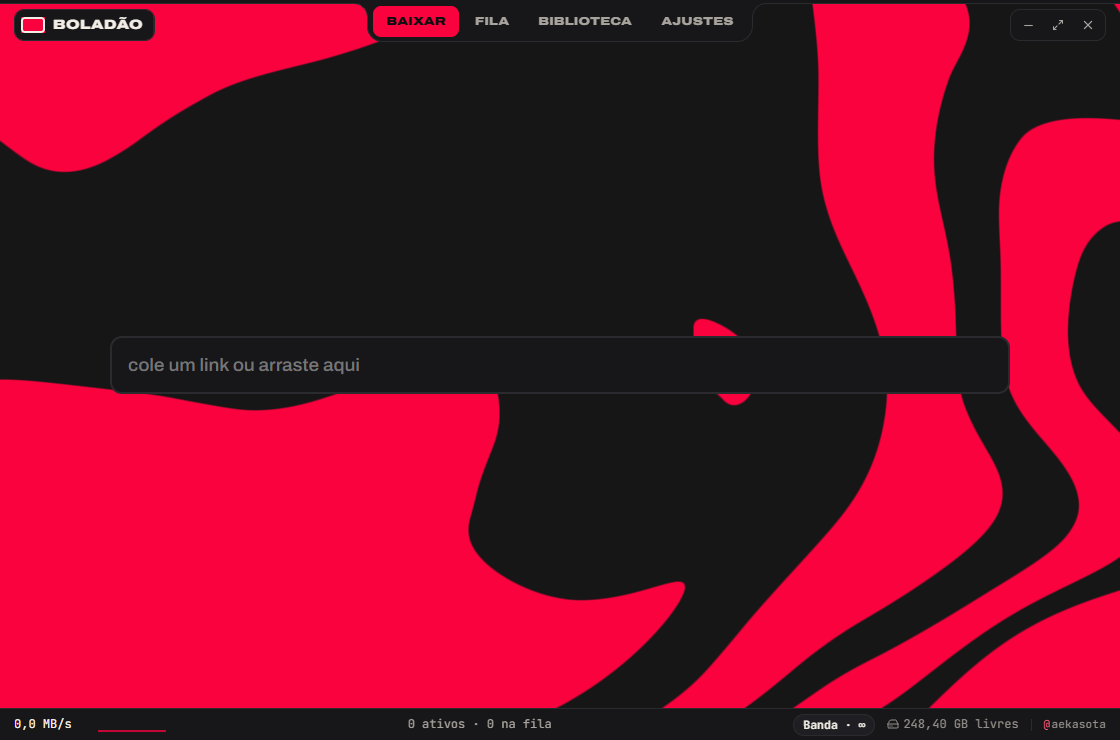 BOLADÃO BAIXAR FILA BIBLIOTECA AJUSTES
cole um link ou arraste aqui
0,0 MB/s 0 ativos · 0 na fila Banda · ∞ 248,40 GB livres @aekasota